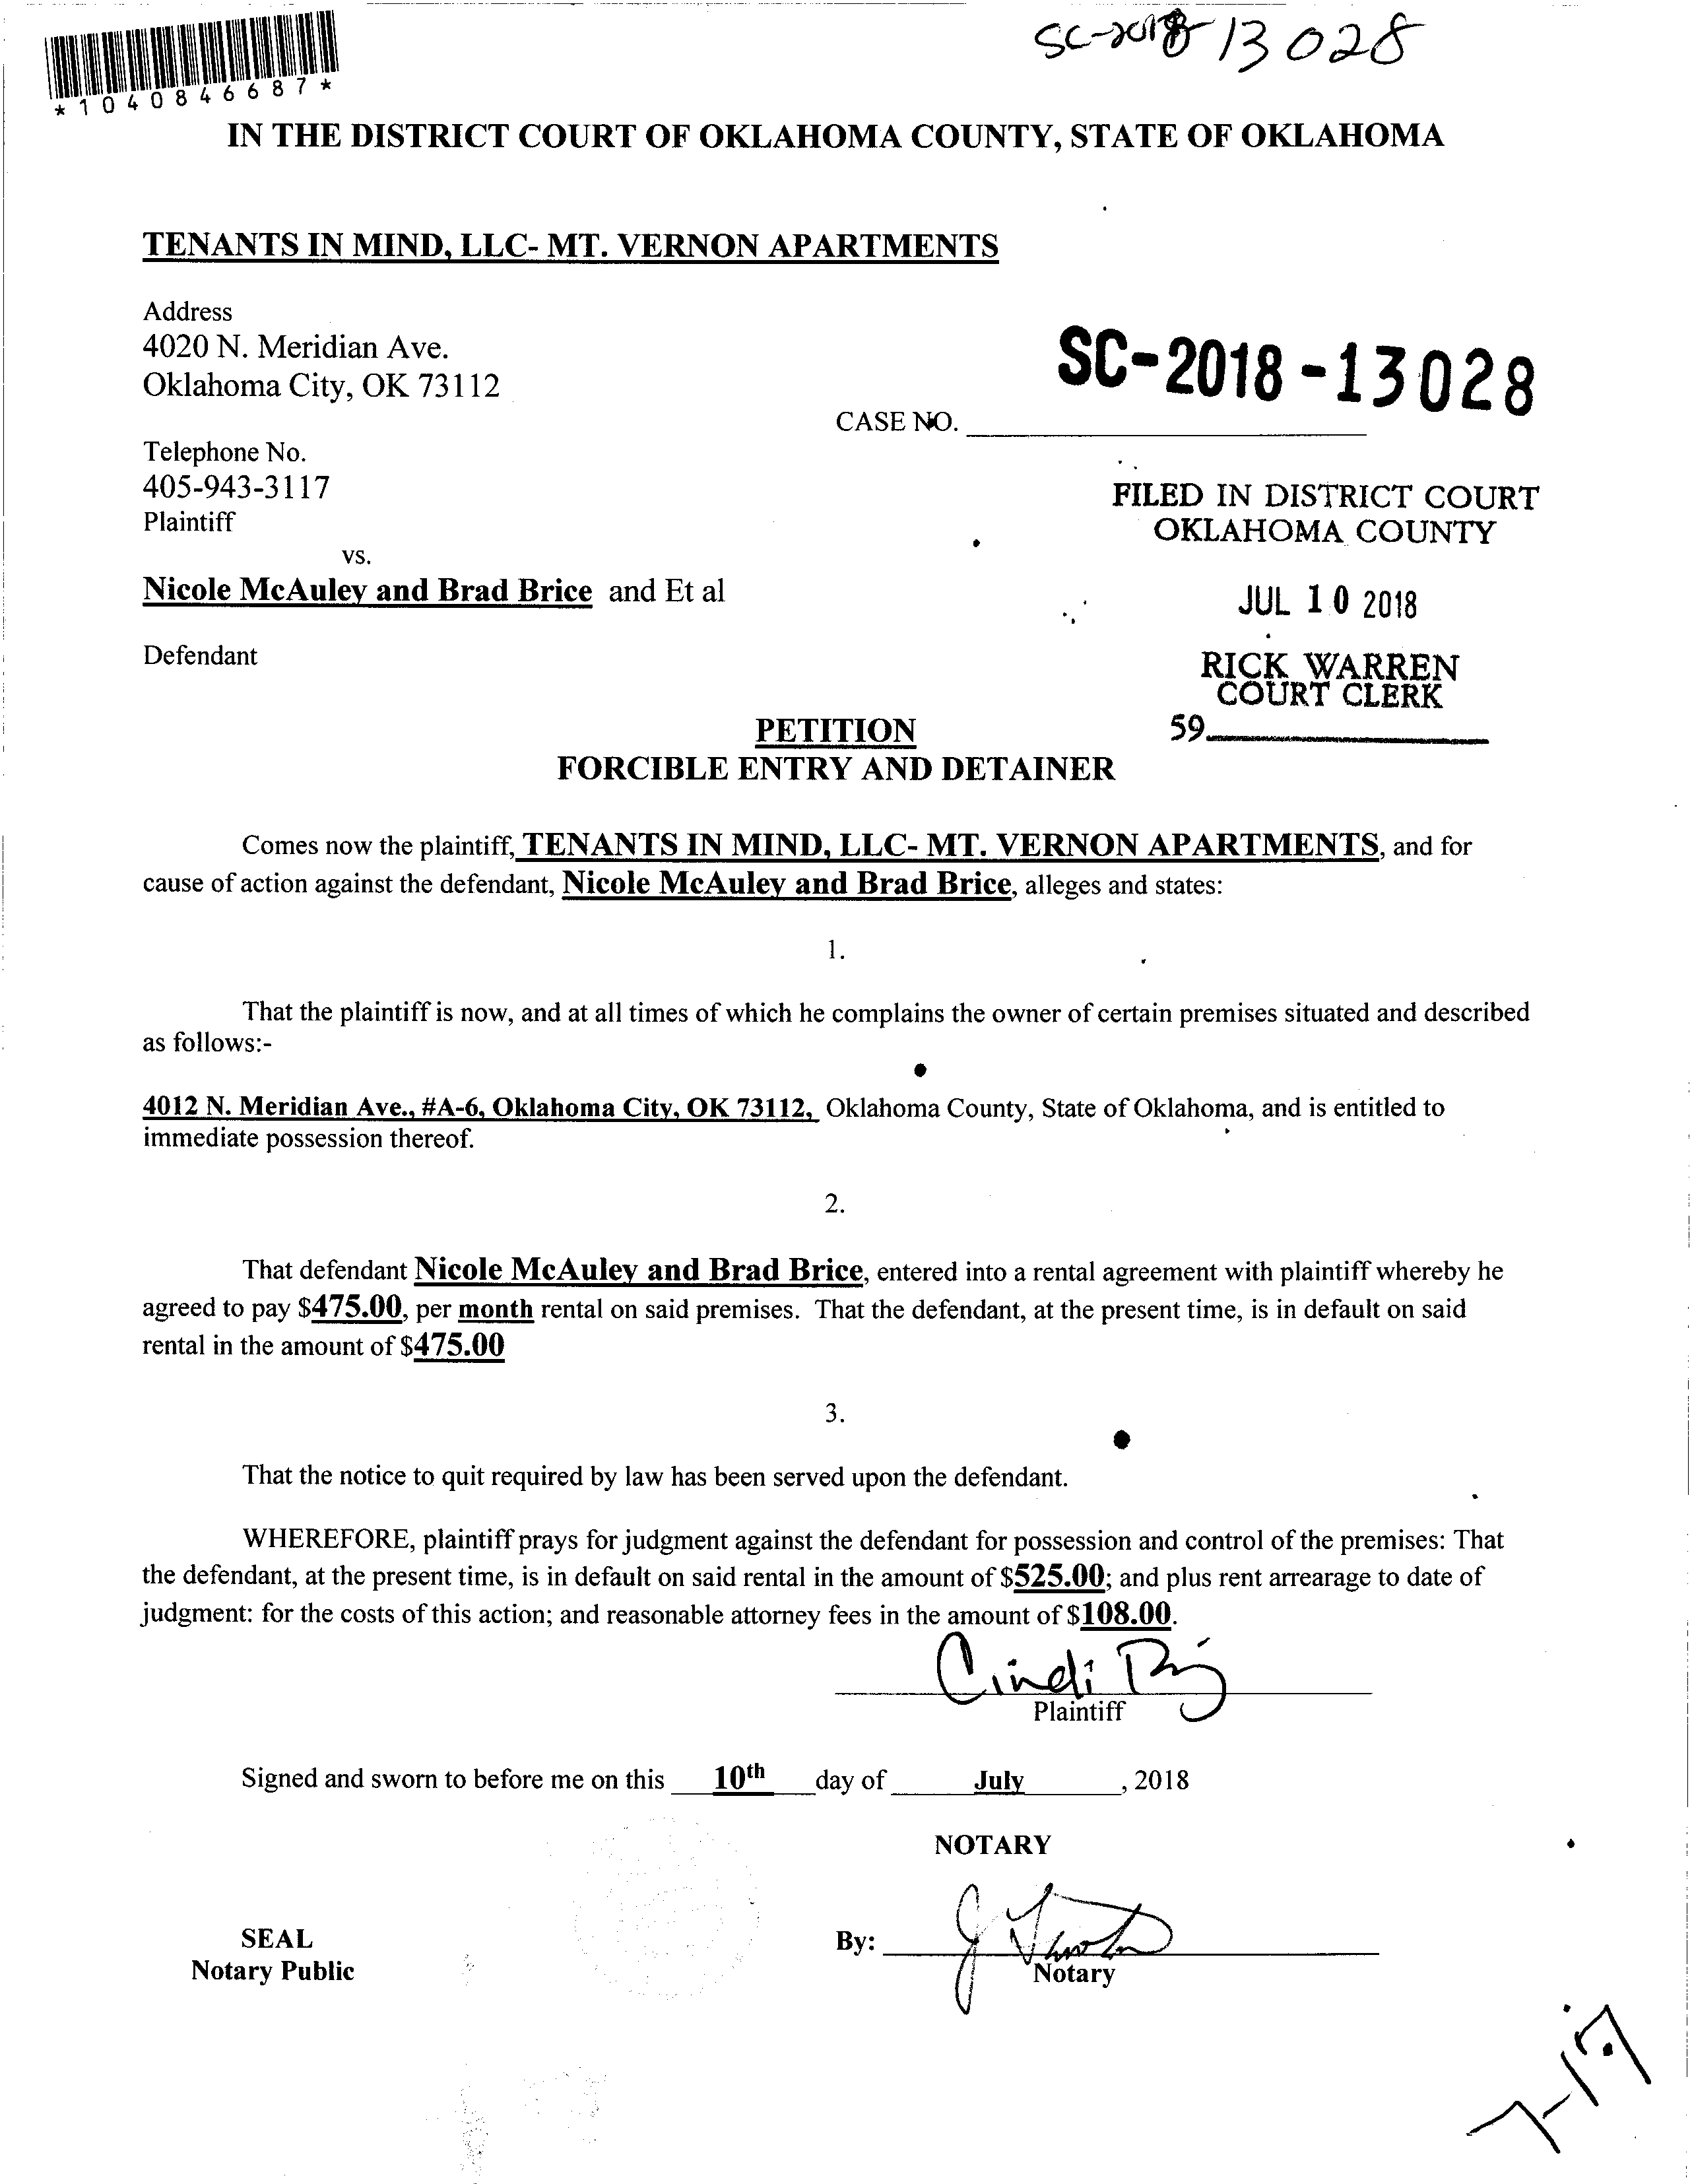 SC-2018-13028
*1040846687*
IN THE DISTRICT COURT OF OKLAHOMA COUNTY, STATE OF OKLAHOMA
TENANTS IN MIND, LLC- MT. VERNON APARTMENTS
Address
4020 N. Meridian Ave.
Oklahoma City, OK 73112
SC-2018-13028
CASE NO.
Telephone No.
405-943-3117
Plaintiff
FILED IN DISTRICT COURT
OKLAHOMA COUNTY
vs.
Nicole McAuley and Brad Brice and Et al
JUL 10 2018
Defendant
RICK WARREN
COURT CLERK
59
PETITION
FORCIBLE ENTRY AND DETAINER
Comes now the plaintiff, TENANTS IN MIND, LLC- MT. VERNON APARTMENTS, and for
cause of action against the defendant, Nicole McAuley and Brad Brice, alleges and states:
1.
That the plaintiff is now, and at all times of which he complains the owner of certain premises situated and described
as follows:-
4012 N. Meridian Ave., #A-6, Oklahoma City, OK 73112, Oklahoma County, State of Oklahoma, and is entitled to
immediate possession thereof.
2.
That defendant Nicole McAuley and Brad Brice, entered into a rental agreement with plaintiff whereby he
agreed to pay $475.00, per month rental on said premises. That the defendant, at the present time, is in default on said
rental in the amount of $475.00
3.
That the notice to quit required by law has been served upon the defendant.
WHEREFORE, plaintiff prays for judgment against the defendant for possession and control of the premises: That
the defendant, at the present time, is in default on said rental in the amount of $525.00; and plus rent arrearage to date of
judgment: for the costs of this action; and reasonable attorney fees in the amount of $108.00.
Cindi
Plaintiff
Signed and sworn to before me on this 10th day of July, 2018
NOTARY
SEAL
Notary Public
By:
Notary